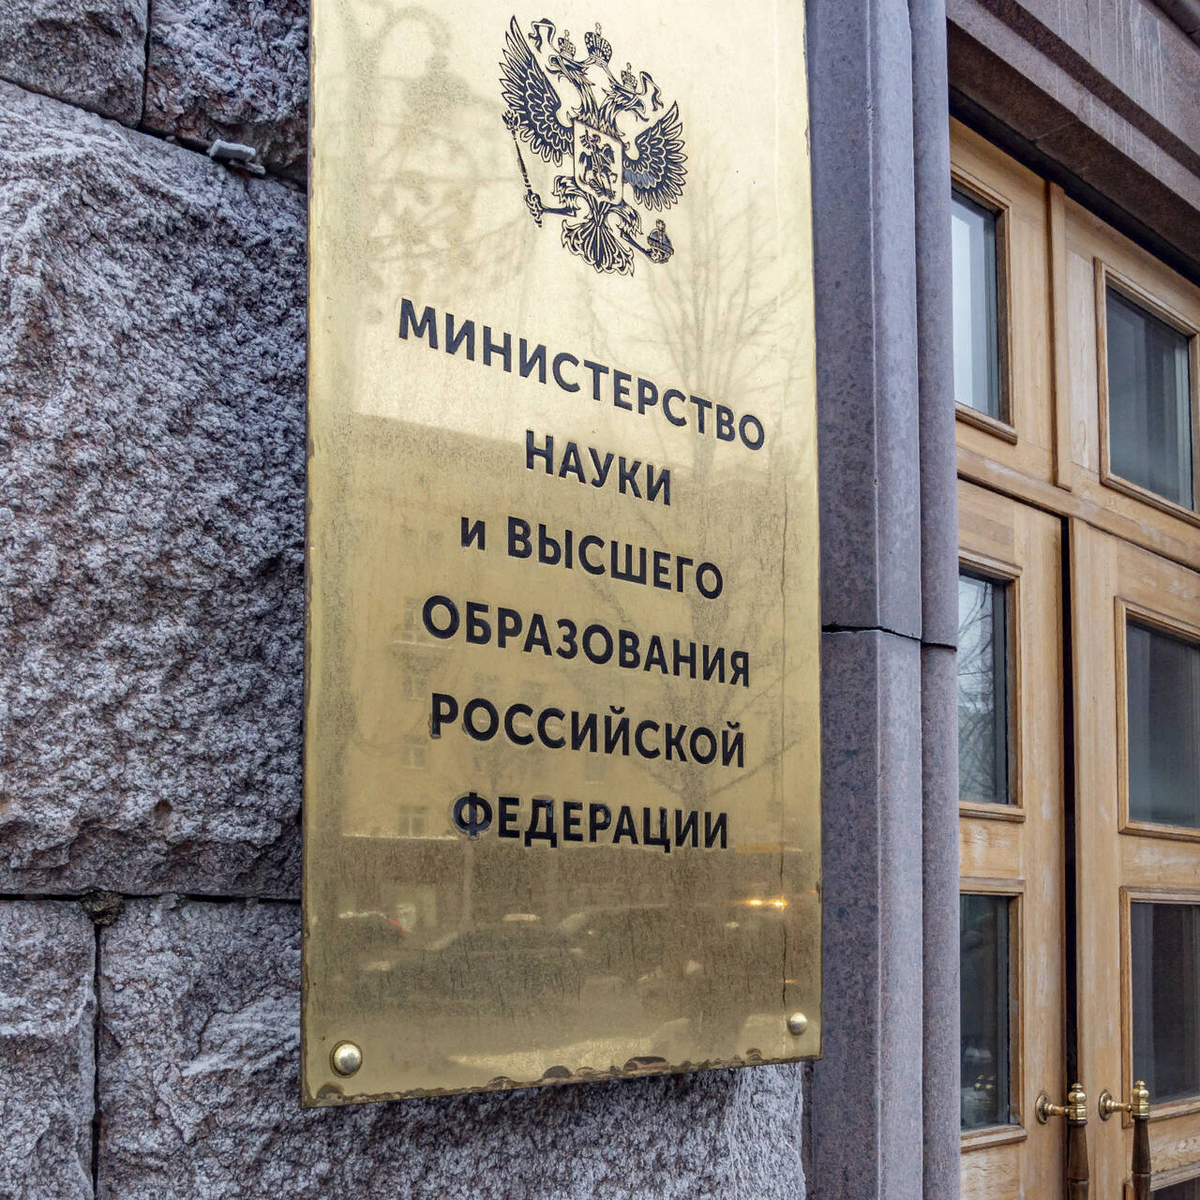 МИНИСТЕРСТВО
НАУКИ
и ВЫСШЕГО
ОБРАЗОВАНИЯ
РОССИЙСКОЙ
ФЕДЕРАЦИИ